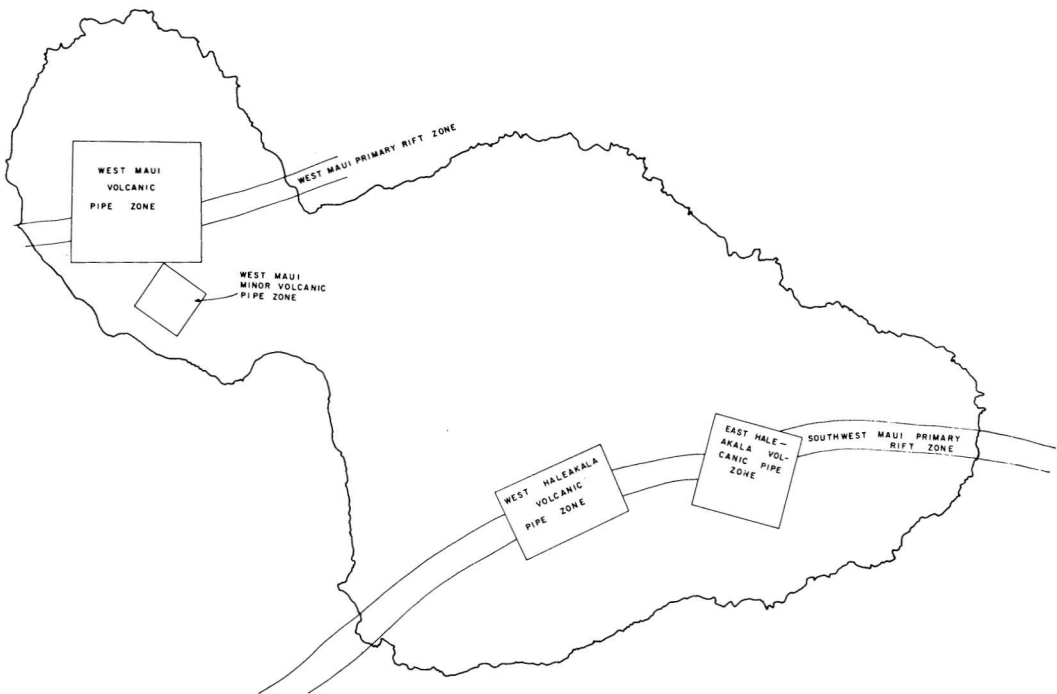 WEST MAUI PRIMARY RIFT ZONE
WEST MAUI
VOLCANIC
PIPE ZONE
WEST MAUI
MINOR VOLCANIC
PIPE ZONE
WEST HALEAKALA
VOLCANIC
PIPE ZONE
EAST HALE—
AKALA VOL-
CANIC PIPE
ZONE
SOUTHWEST MAUI PRIMARY
RIFT ZONE